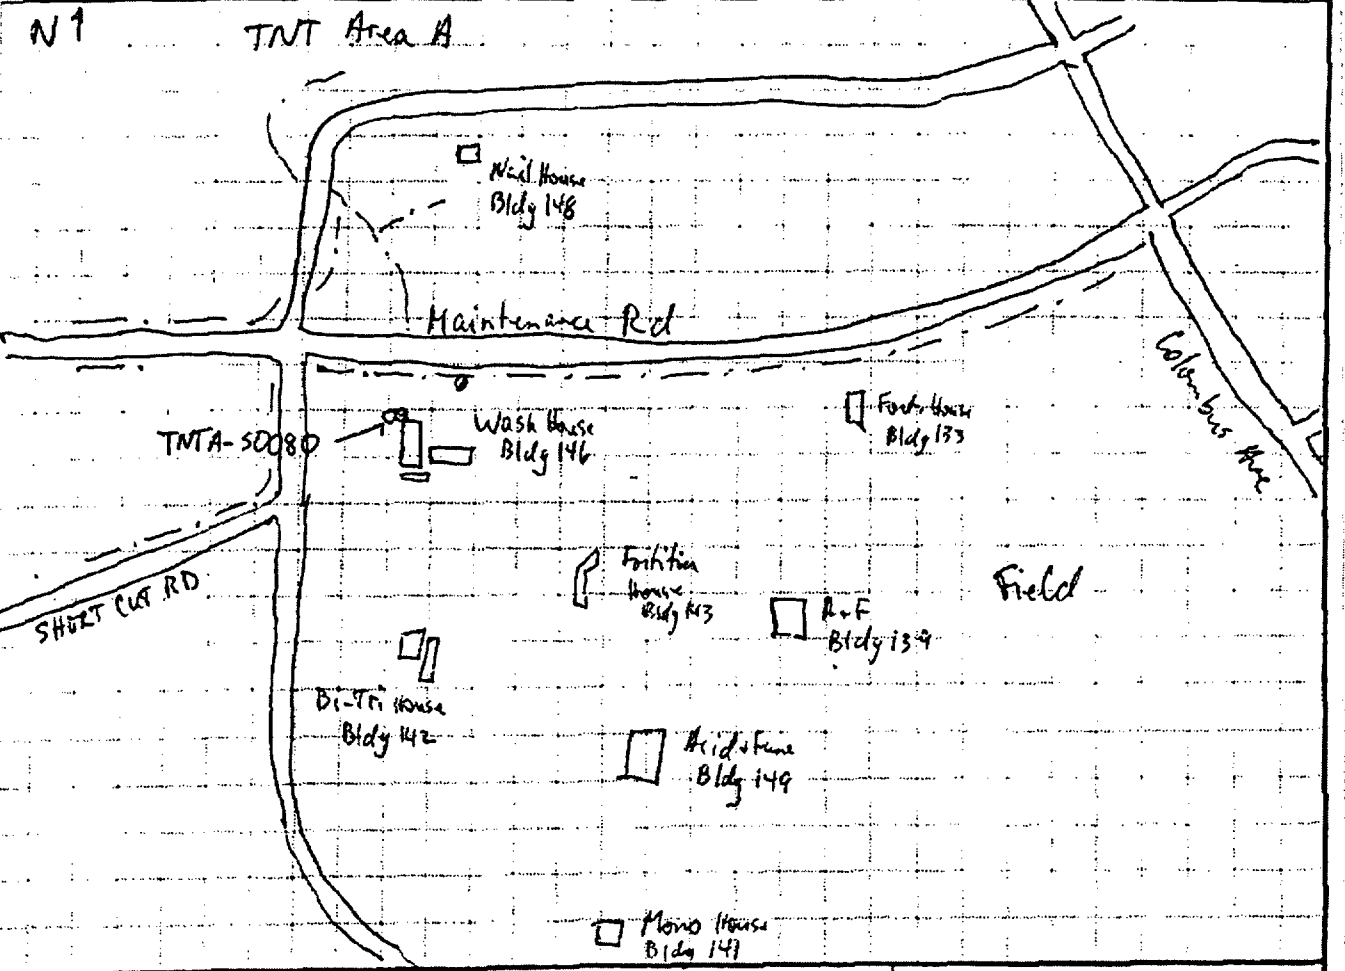 N↑
TNT Area A
Nail House
Bldg 148
Maintenance Rd
Columbus Ave
Wash House
Bldg 146
TNTA-SD080
House
Bldg 133
SHORT CUT RD
House
Bldg 143
Field
Bldg 139
Bi-Tri House
Bldg 142
Acid + Fume
Bldg 149
Mono House
Bldg 141